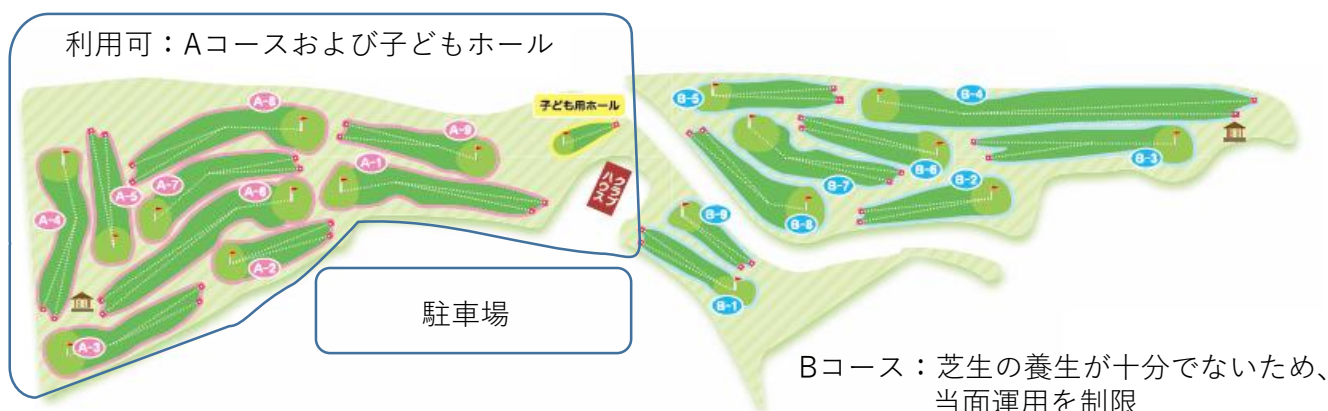 利用可：Aコースおよび子どもホール
A-8
A-9
子ども用ホール
A-1
A-5
A-7
A-6
A-4
A-2
A-3
クラブ
ハウス
駐車場
B-5
B-4
B-3
B-6
B-7
B-2
B-8
B-9
B-1
Bコース：芝生の養生が十分でないため、
当面運用を制限